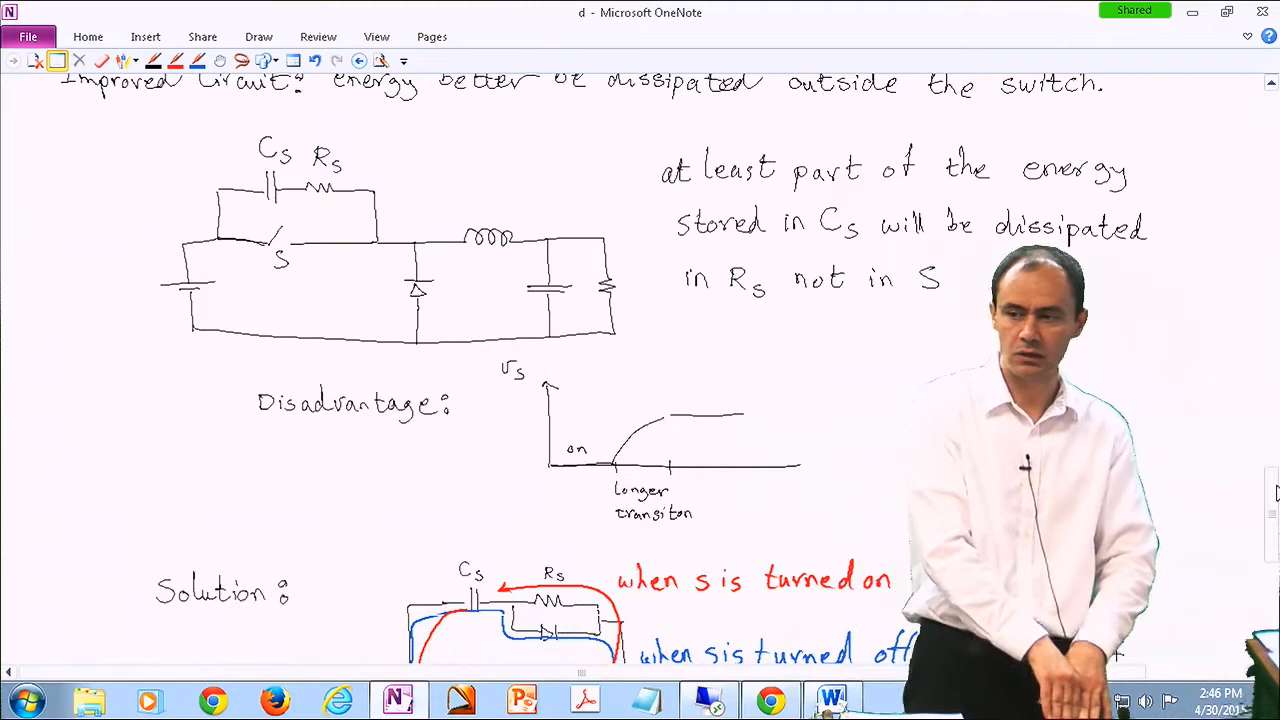 d - Microsoft OneNote
Shared
File Home Insert Share Draw Review View Pages
Improved Circuit: energy better be dissipated outside the switch.
Cs Rs
S
at least part of the energy
stored in Cs will be dissipated
in Rs not in S
Disadvantage:
vs
on
longer
transiton
Solution:
Cs Rs
when s is turned on
when s is turned off
2:46 PM